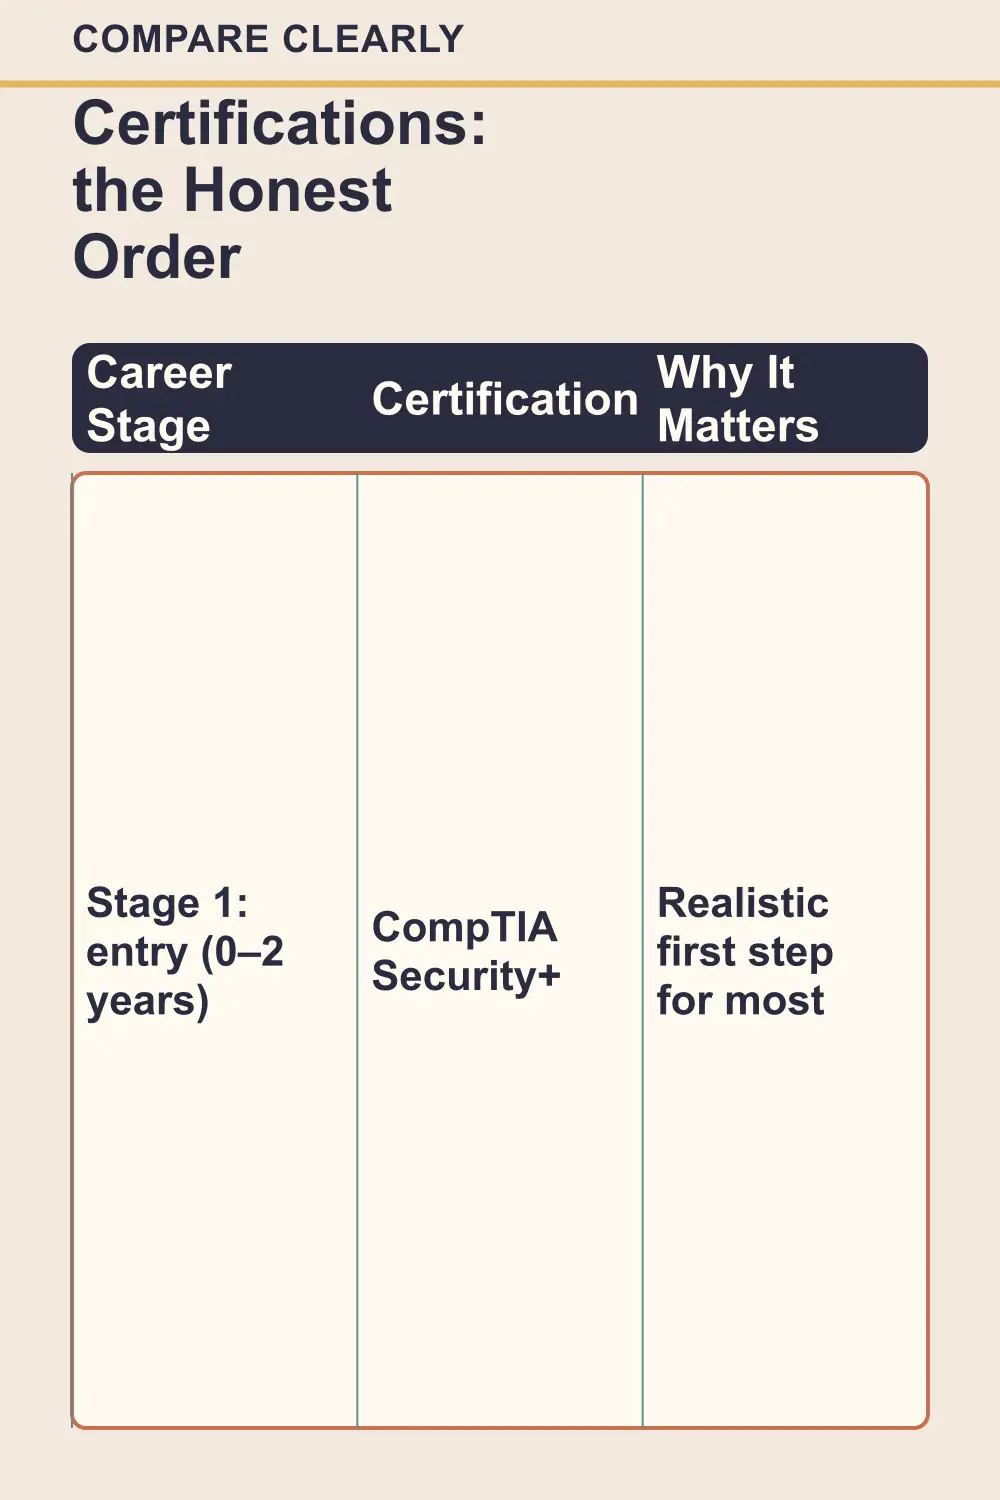 COMPARE CLEARLY
Certifications:
the Honest
Order
Career
Stage
Certification
Why It
Matters
Stage 1:
entry (0–2
years)
CompTIA
Security+
Realistic
first step
for most